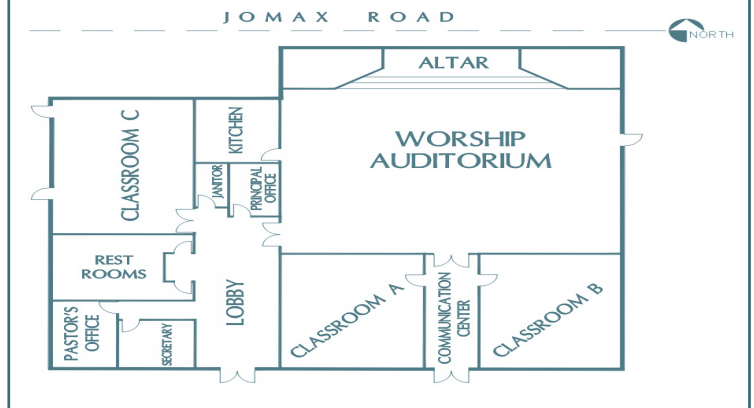 JOMAX ROAD
NORTH
ALTAR
WORSHIP
AUDITORIUM
KITCHEN
CLASSROOM C
JANITOR
PRINCIPAL
OFFICE
REST
ROOMS
LOBBY
PASTOR'S
OFFICE
SECRETARY
CLASSROOM A
COMMUNICATION
CENTER
CLASSROOM B